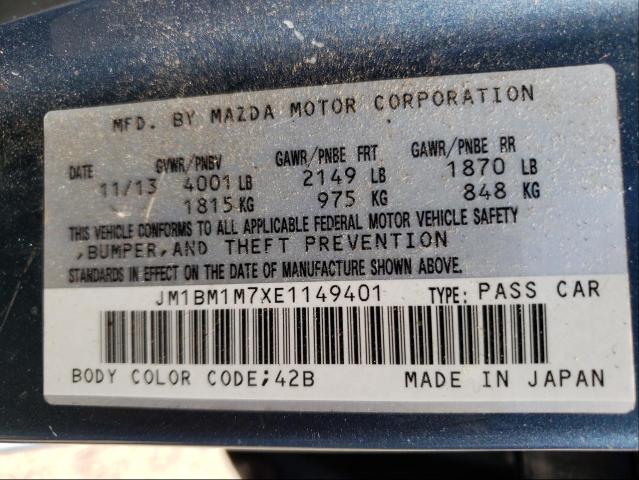 MFD. BY MAZDA MOTOR CORPORATION
DATE GVWR/PNBV GAWR/PNBE FRT GAWR/PNBE RR
11/13 4001 LB 2149 LB 1870 LB
1815 KG 975 KG 848 KG
THIS VEHICLE CONFORMS TO ALL APPLICABLE FEDERAL MOTOR VEHICLE SAFETY
,BUMPER,AND THEFT PREVENTION
STANDARDS IN EFFECT ON THE DATE OF MANUFACTURE SHOWN ABOVE.
JM1BM1M7XE1149401 TYPE: PASS CAR
BODY COLOR CODE;42B MADE IN JAPAN